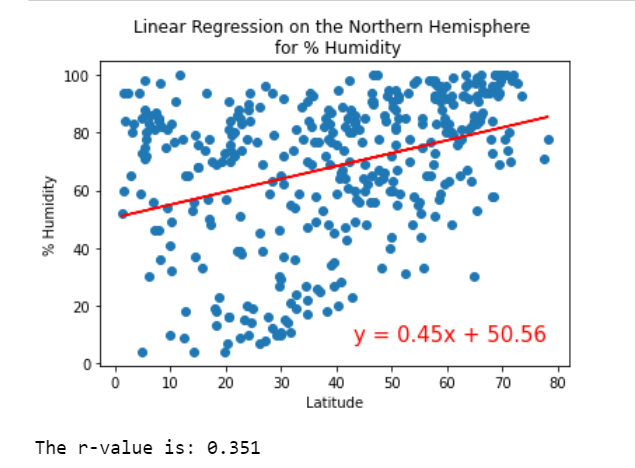 Linear Regression on the Northern Hemisphere
for % Humidity
100
80
60
40
20
0
% Humidity
y = 0.45x + 50.56
0 10 20 30 40 50 60 70 80
Latitude
The r-value is: 0.351